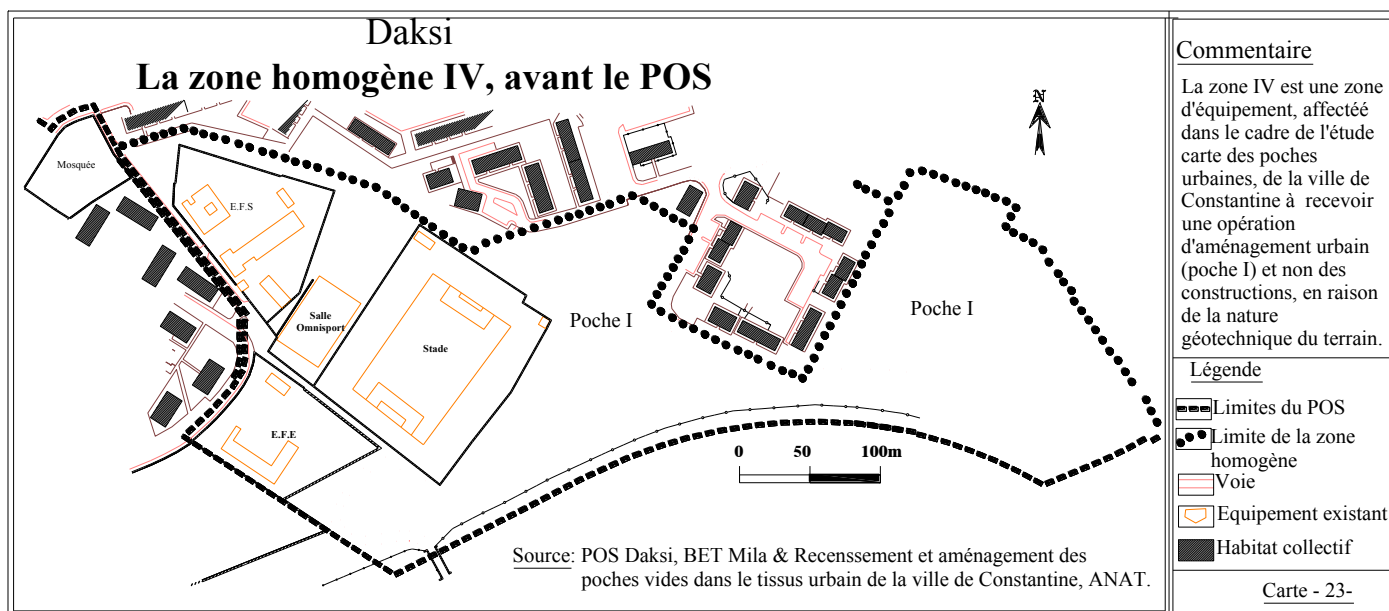 Daksi
La zone homogène IV, avant le POS
Mosquée
E.F.S
Salle
Omnisport
Stade
E.F.E
Poche I
Poche I
N
0 50 100m
Source: POS Daksi, BET Mila & Recenssement et aménagement des
poches vides dans le tissus urbain de la ville de Constantine, ANAT.
Commentaire
La zone IV est une zone
d'équipement, affectéé
dans le cadre de l'étude
carte des poches
urbaines, de la ville de
Constantine à recevoir
une opération
d'aménagement urbain
(poche I) et non des
constructions, en raison
de la nature
géotechnique du terrain.
Légende
Limites du POS
Limite de la zone
homogène
Voie
Equipement existant
Habitat collectif
Carte - 23-